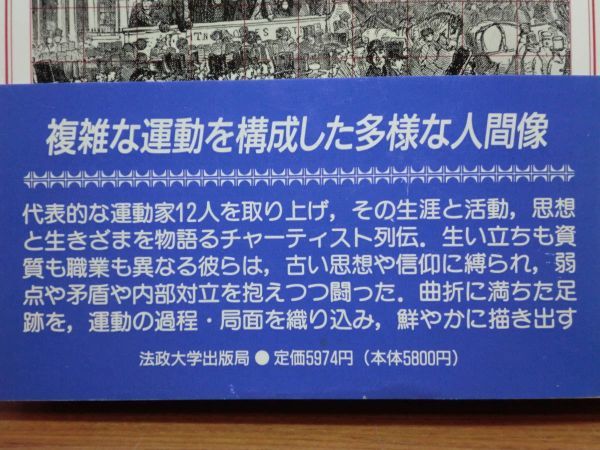 複雑な運動を構成した多様な人間像
代表的な運動家12人を取り上げ，その生涯と活動，思想
と生きざまを物語るチャーティスト列伝．生い立ちも資
質も職業も異なる彼らは，古い思想や信仰に縛られ，弱
点や矛盾や内部対立を抱えつつ闘った．曲折に満ちた足
跡を，運動の過程・局面を織り込み，鮮やかに描き出す
法政大学出版局●定価5974円（本体5800円）